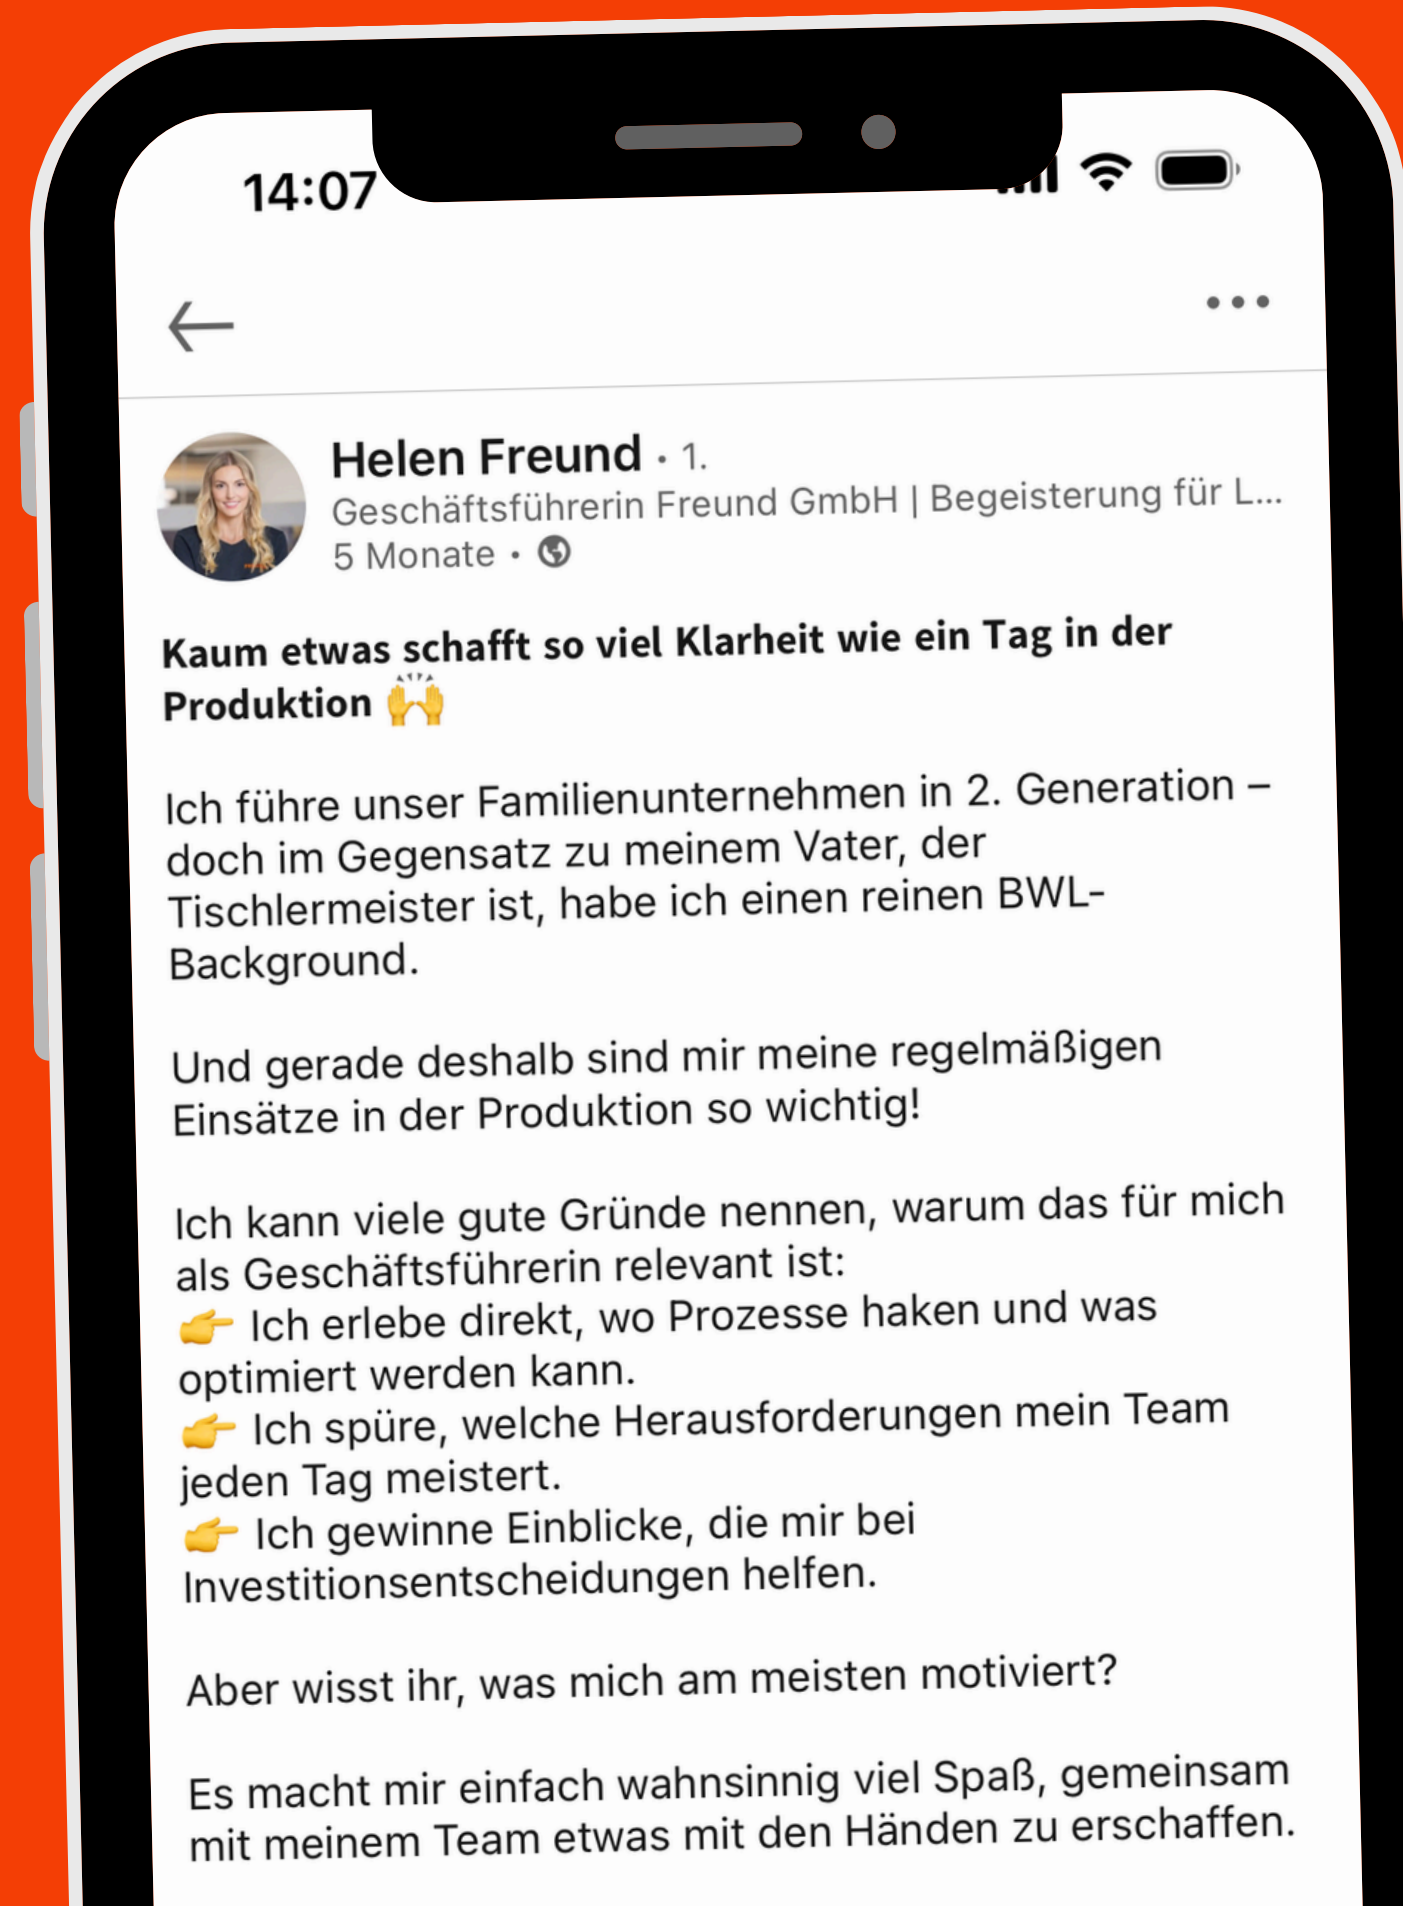 14:07
Helen Freund • 1.
Geschäftsführerin Freund GmbH | Begeisterung für L...
5 Monate •
Kaum etwas schafft so viel Klarheit wie ein Tag in der
Produktion 🙌
Ich führe unser Familienunternehmen in 2. Generation –
doch im Gegensatz zu meinem Vater, der
Tischlermeister ist, habe ich einen reinen BWL-
Background.
Und gerade deshalb sind mir meine regelmäßigen
Einsätze in der Produktion so wichtig!
Ich kann viele gute Gründe nennen, warum das für mich
als Geschäftsführerin relevant ist:
👉 Ich erlebe direkt, wo Prozesse haken und was
optimiert werden kann.
👉 Ich spüre, welche Herausforderungen mein Team
jeden Tag meistert.
👉 Ich gewinne Einblicke, die mir bei
Investitionsentscheidungen helfen.
Aber wisst ihr, was mich am meisten motiviert?
Es macht mir einfach wahnsinnig viel Spaß, gemeinsam
mit meinem Team etwas mit den Händen zu erschaffen.